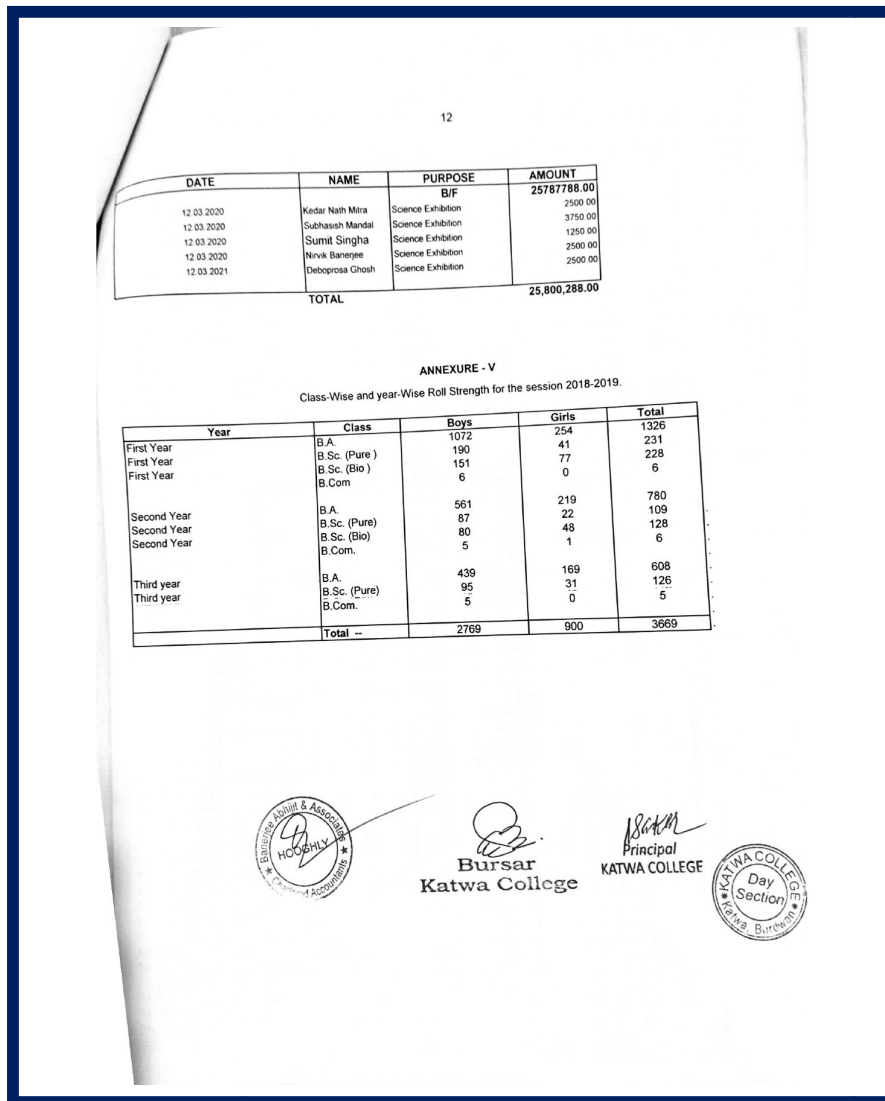 12
DATE NAME PURPOSE AMOUNT
B/F 25787788.00
12.03.2020 Kedar Nath Mitra Science Exhibition 2500.00
12.03.2020 Subhasish Mandal Science Exhibition 3750.00
12.03.2020 Sumit Singha Science Exhibition 1250.00
12.03.2020 Nirvik Banerjee Science Exhibition 2500.00
12.03.2021 Deboprosa Ghosh Science Exhibition 2500.00
TOTAL 25,800,288.00
ANNEXURE - V
Class-Wise and year-Wise Roll Strength for the session 2018-2019.
Year Class Boys Girls Total
First Year B.A. 1072 254 1326
First Year B.Sc. (Pure ) 190 41 231
First Year B.Sc. (Bio ) 151 77 228
B.Com 6 0 6
Second Year B.A. 561 219 780
Second Year B.Sc. (Pure) 87 22 109
Second Year B.Sc. (Bio) 80 48 128
B.Com. 5 1 6
Third year B.A. 439 169 608
Third year B.Sc. (Pure) 95 31 126
B.Com. 5 0 5
Total -- 2769 900 3669
Banerjee Abhijit & Associates
HOOGHLY
Chartered Accountants
Bursar
Katwa College
Principal
KATWA COLLEGE
KATWA COLLEGE
Day
Section
Katwa, Burdwan